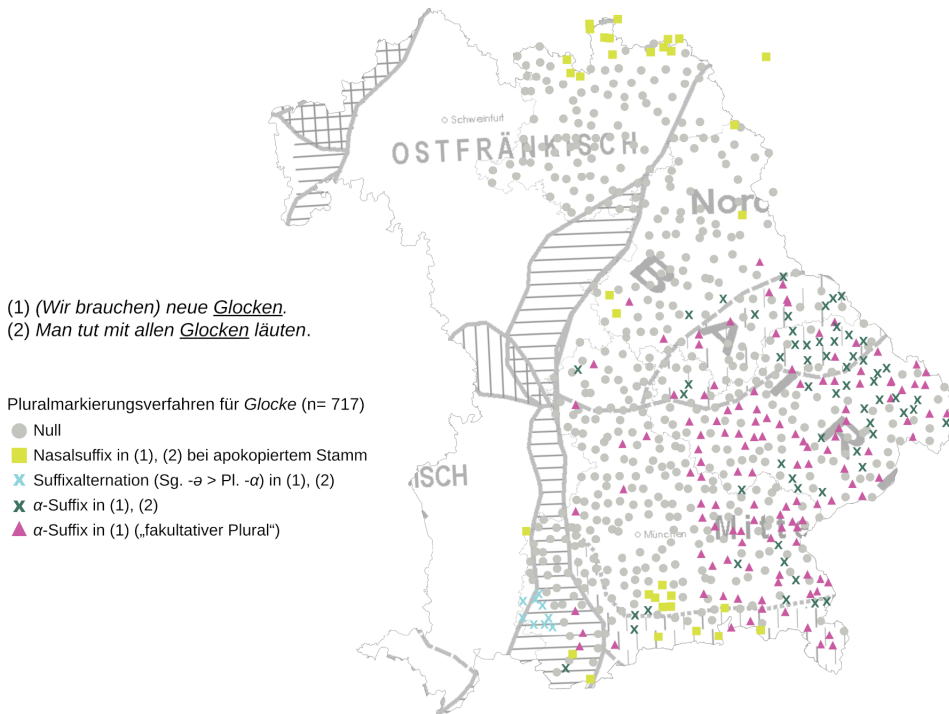 Schweinfurt
OSTFRÄNKISCH
Nord
B
A
I
R
(1) (Wir brauchen) neue Glocken.
(2) Man tut mit allen Glocken läuten.
Pluralmarkierungsverfahren für Glocke (n= 717)
Null
Nasalsuffix in (1), (2) bei apokopiertem Stamm
Suffixalternation (Sg. -ə > Pl. -α) in (1), (2)
α-Suffix in (1), (2)
α-Suffix in (1) („fakultativer Plural“)
ISCH
München